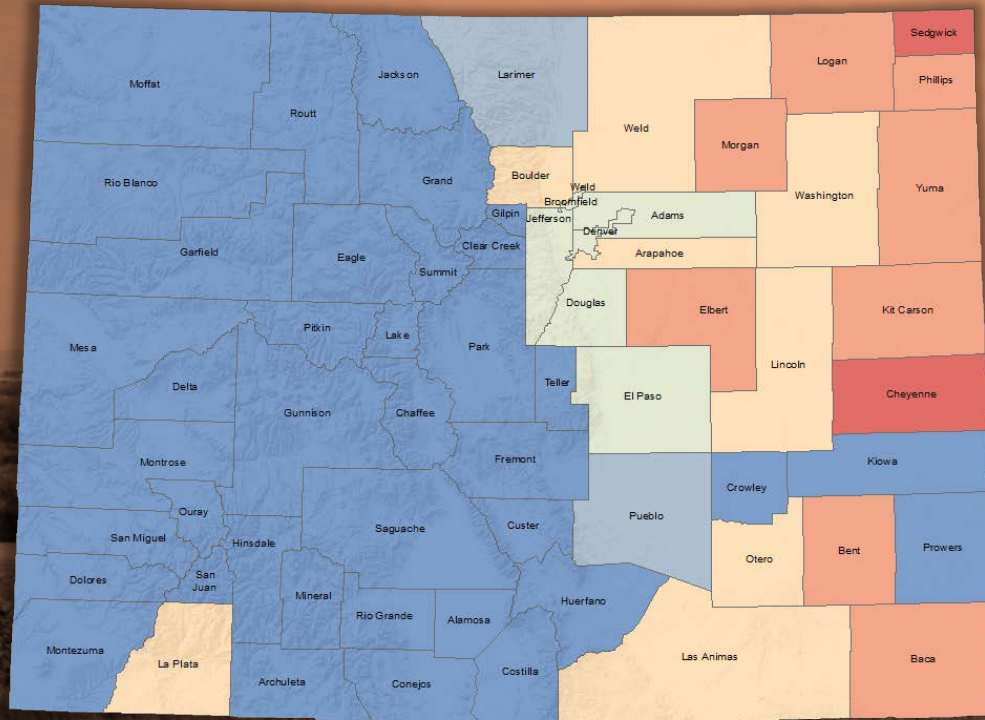 Sedgwick
Logan
Jackson
Larimer
Phillips
Moffat
Routt
Weld
Morgan
Boulder
Grand
Rio Blanco
Weld
Yuma
Washington
Broomfield
Gilpin
Jefferson
Adams
Denver
Clear Creek
Garfield
Arapahoe
Eagle
Summit
Douglas
Elbert
Kit Carson
Pitkin
Lake
Park
Mesa
Lincoln
Teller
Delta
Cheyenne
El Paso
Gunnison
Chaffee
Fremont
Kiowa
Montrose
Crowley
Ouray
Pueblo
Saguache
Custer
San Miguel
Hinsdale
Prowers
Bent
Otero
Dolores
San
Juan
Mineral
Huerfano
Rio Grande
Alamosa
Montezuma
La Plata
Las Animas
Baca
Costilla
Archuleta
Conejos